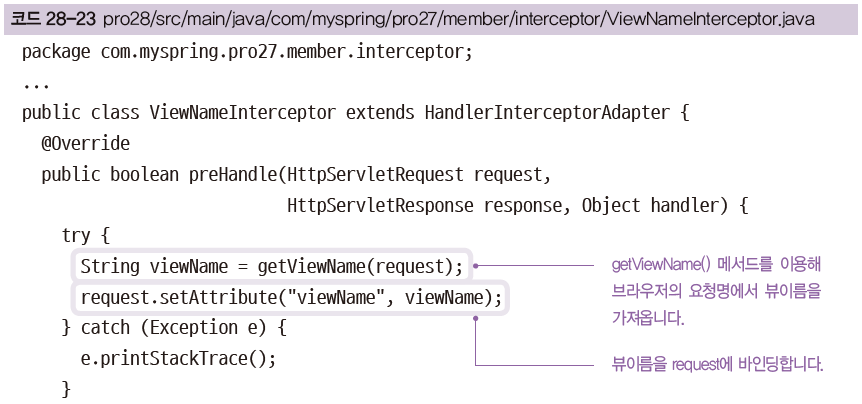 코드 28-23 pro28/src/main/java/com/myspring/pro27/member/interceptor/ViewNameInterceptor.java
package com.myspring.pro27.member.interceptor;
...
public class ViewNameInterceptor extends HandlerInterceptorAdapter {
@Override
public boolean preHandle(HttpServletRequest request,
HttpServletResponse response, Object handler) {
try {
String viewName = getViewName(request);
request.setAttribute("viewName", viewName);
} catch (Exception e) {
e.printStackTrace();
}
getViewName() 메서드를 이용해
브라우저의 요청명에서 뷰이름을
가져옵니다.
뷰이름을 request에 바인딩합니다.